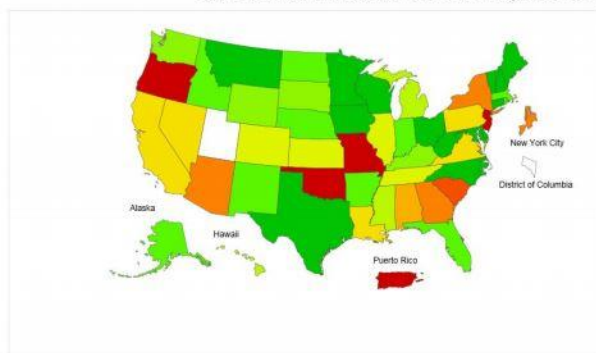 New York City
District of Columbia
Alaska
Hawaii
Puerto Rico